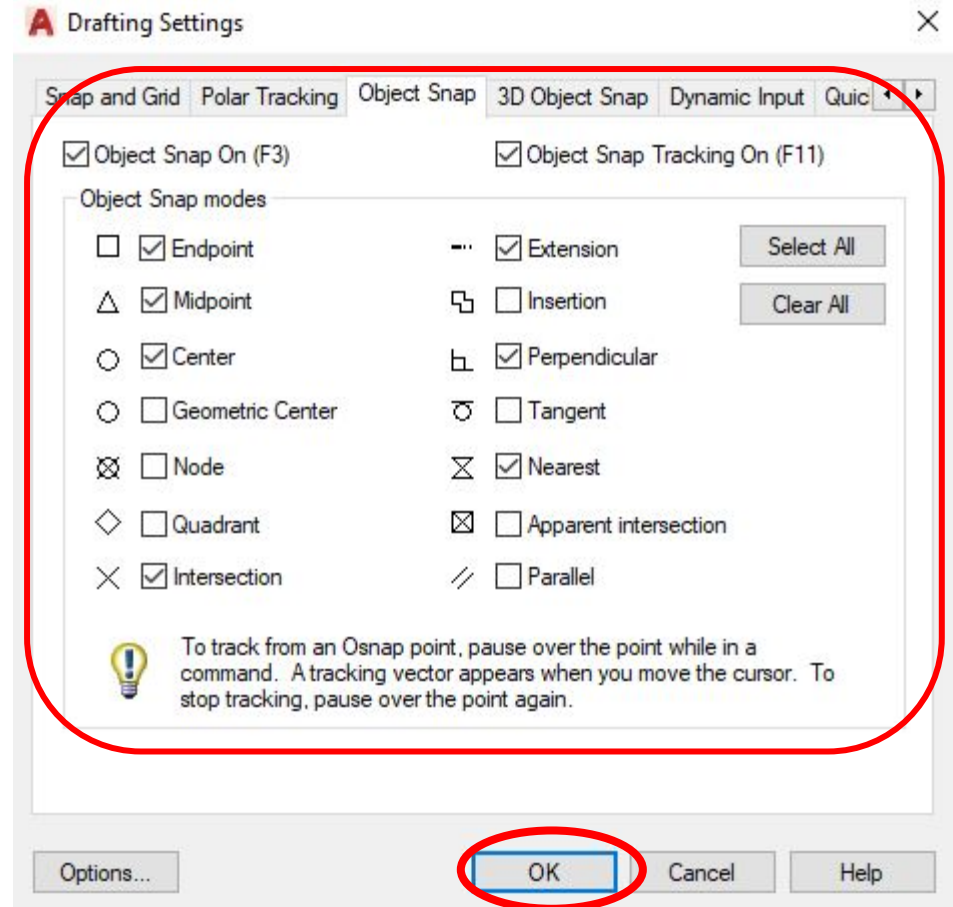 Drafting Settings
Snap and Grid Polar Tracking Object Snap 3D Object Snap Dynamic Input Quic
Object Snap On (F3) Object Snap Tracking On (F11)
Object Snap modes
Endpoint Extension Select All
Midpoint Insertion Clear All
Center Perpendicular
Geometric Center Tangent
Node Nearest
Quadrant Apparent intersection
Intersection Parallel
To track from an Osnap point, pause over the point while in a
command. A tracking vector appears when you move the cursor. To
stop tracking, pause over the point again.
Options... OK Cancel Help